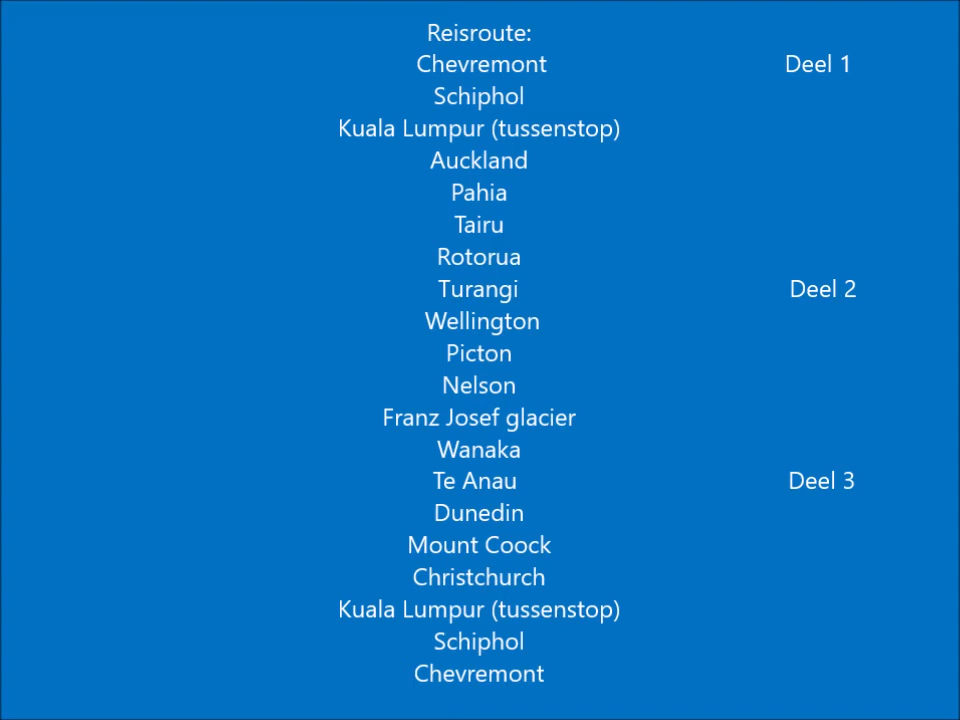 Reisroute:
Chevremont Deel 1
Schiphol
Kuala Lumpur (tussenstop)
Auckland
Pahia
Tairu
Rotorua
Turangi Deel 2
Wellington
Picton
Nelson
Franz Josef glacier
Wanaka
Te Anau Deel 3
Dunedin
Mount Coock
Christchurch
Kuala Lumpur (tussenstop)
Schiphol
Chevremont